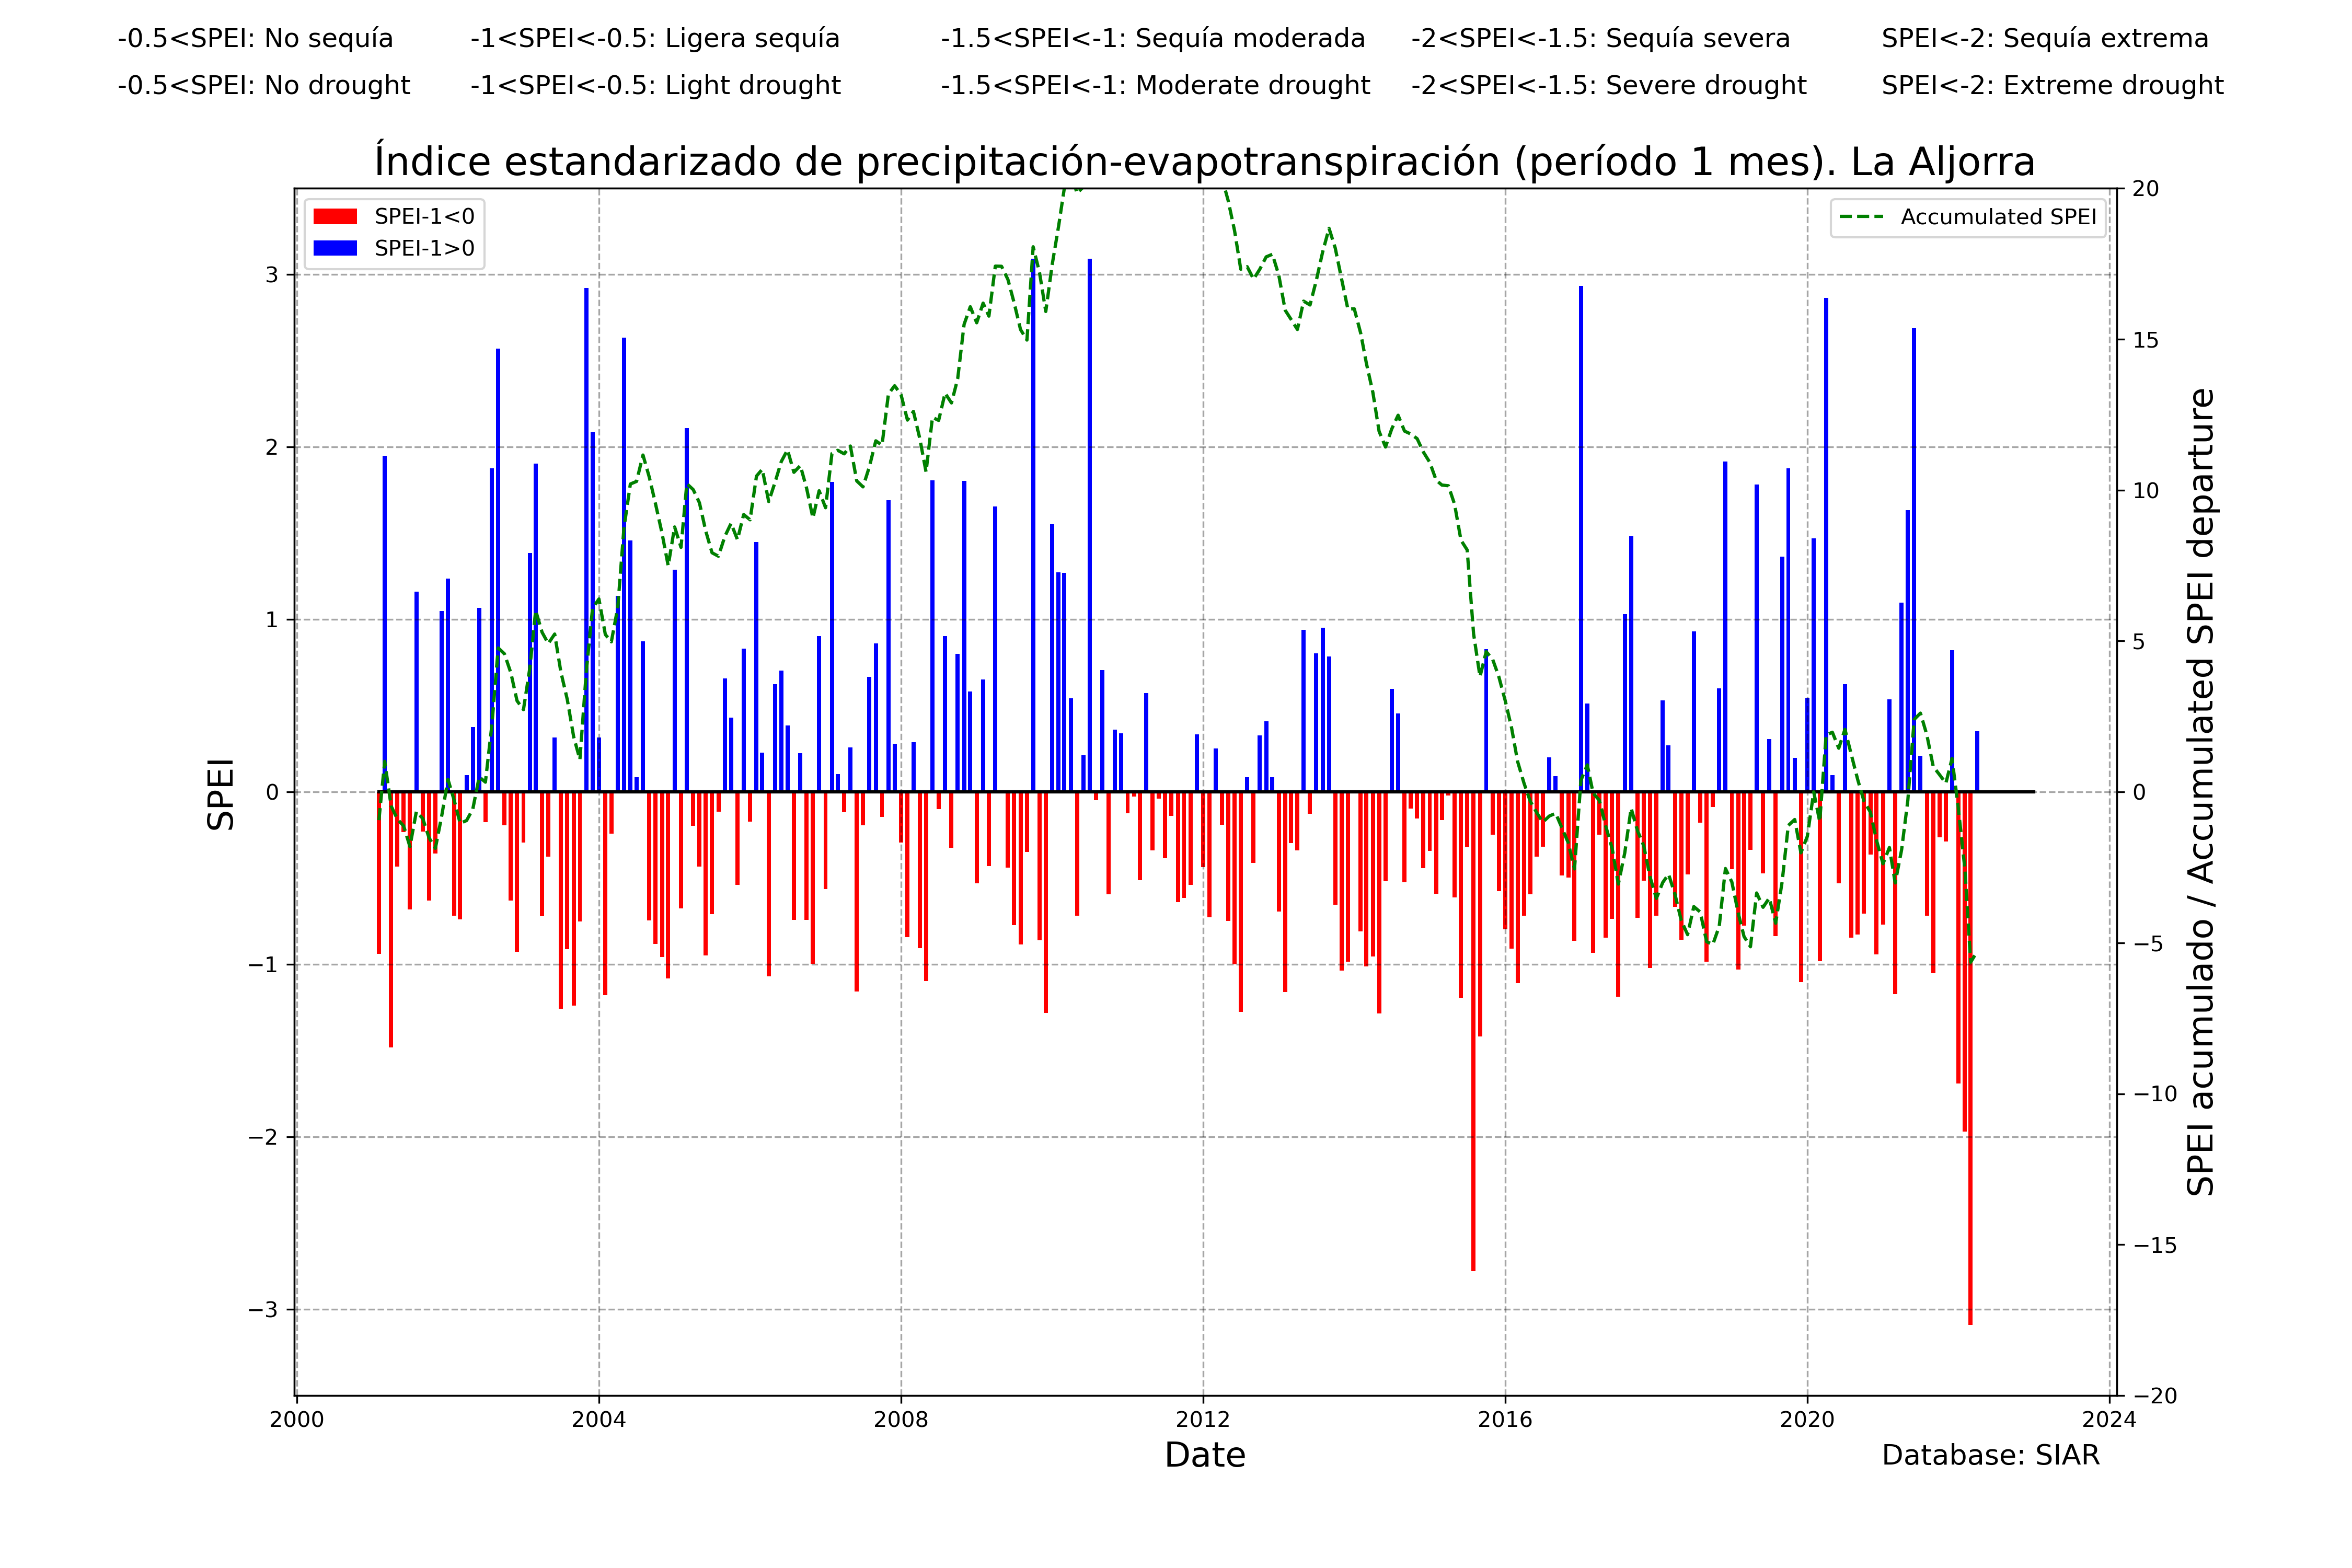 -0.5<SPEI: No sequía -1<SPEI<-0.5: Ligera sequía -1.5<SPEI<-1: Sequía moderada -2<SPEI<-1.5: Sequía severa SPEI<-2: Sequía extrema
-0.5<SPEI: No drought -1<SPEI<-0.5: Light drought -1.5<SPEI<-1: Moderate drought -2<SPEI<-1.5: Severe drought SPEI<-2: Extreme drought
Índice estandarizado de precipitación-evapotranspiración (período 1 mes). La Aljorra
SPEI-1<0
SPEI-1>0
Accumulated SPEI
SPEI
3
2
1
0
−1
−2
−3
20
15
10
5
0
−5
−10
−15
−20
SPEI acumulado / Accumulated SPEI departure
2000 2004 2008 2012 2016 2020 2024
Date
Database: SIAR